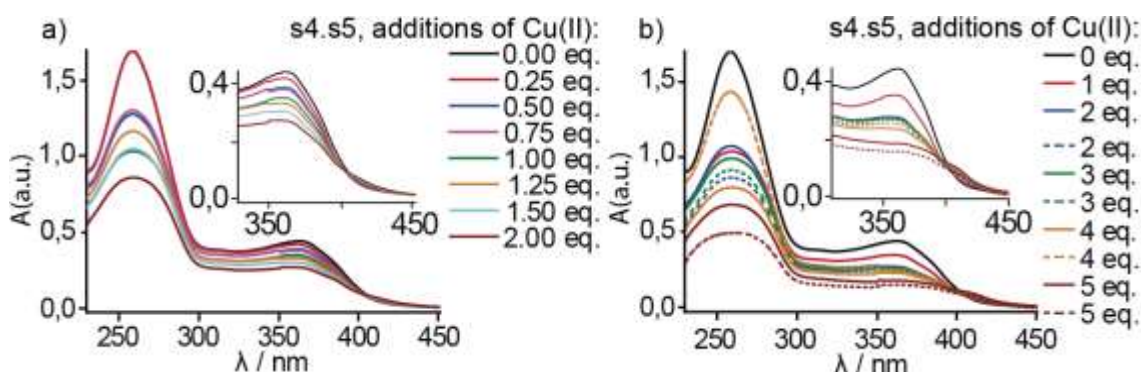 a)
s4.s5, additions of Cu(II):
A(a.u.)
1,5
1,0
0,5
0,0
250
300
350
400
450
λ / nm
0,4
0,0
350
450
0.00 eq.
0.25 eq.
0.50 eq.
0.75 eq.
1.00 eq.
1.25 eq.
1.50 eq.
2.00 eq.
b)
s4.s5, additions of Cu(II):
A(a.u.)
1,5
1,0
0,5
0,0
250
300
350
400
450
λ / nm
0,4
0,0
350
450
0 eq.
1 eq.
2 eq.
2 eq.
3 eq.
3 eq.
4 eq.
4 eq.
5 eq.
5 eq.